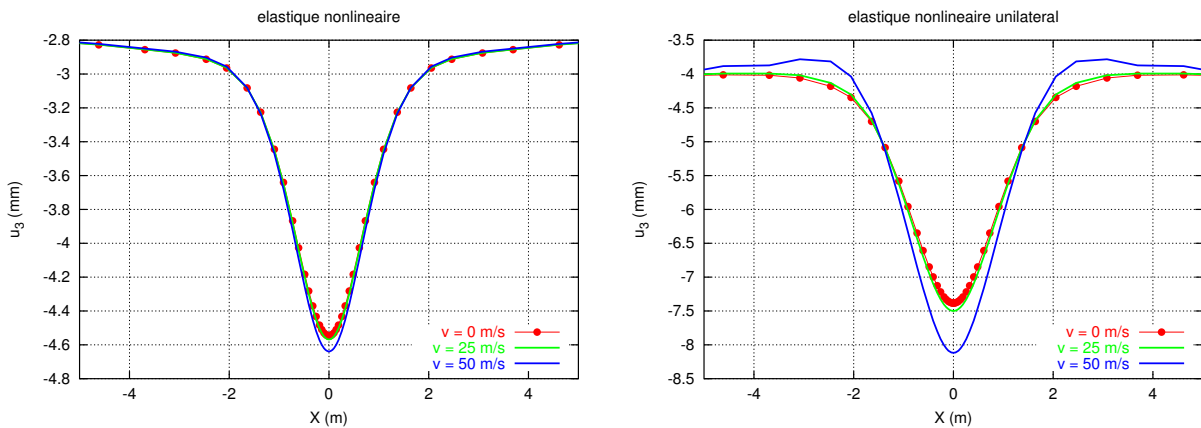 elastique nonlineaire
-2.8
-3
-3.2
-3.4
-3.6
-3.8
-4
-4.2
-4.4
-4.6
-4.8
u3 (mm)
-4 -2 0 2 4
X (m)
v = 0 m/s
v = 25 m/s
v = 50 m/s
elastique nonlineaire unilateral
-3.5
-4
-4.5
-5
-5.5
-6
-6.5
-7
-7.5
-8
-8.5
u3 (mm)
-4 -2 0 2 4
X (m)
v = 0 m/s
v = 25 m/s
v = 50 m/s